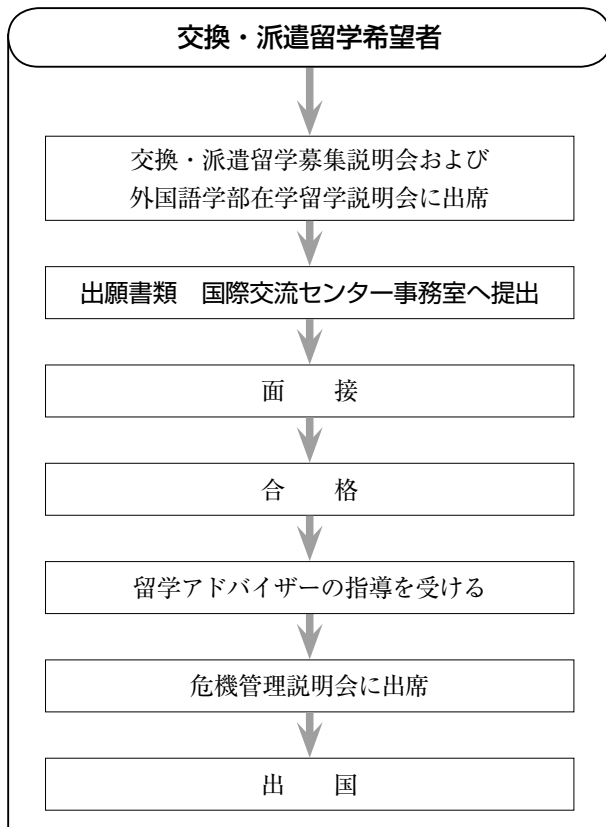 交換・派遣留学希望者
交換・派遣留学募集説明会および
外国語学部在学留学説明会に出席
出願書類　国際交流センター事務室へ提出
面　　接
合　　格
留学アドバイザーの指導を受ける
危機管理説明会に出席
出　　国